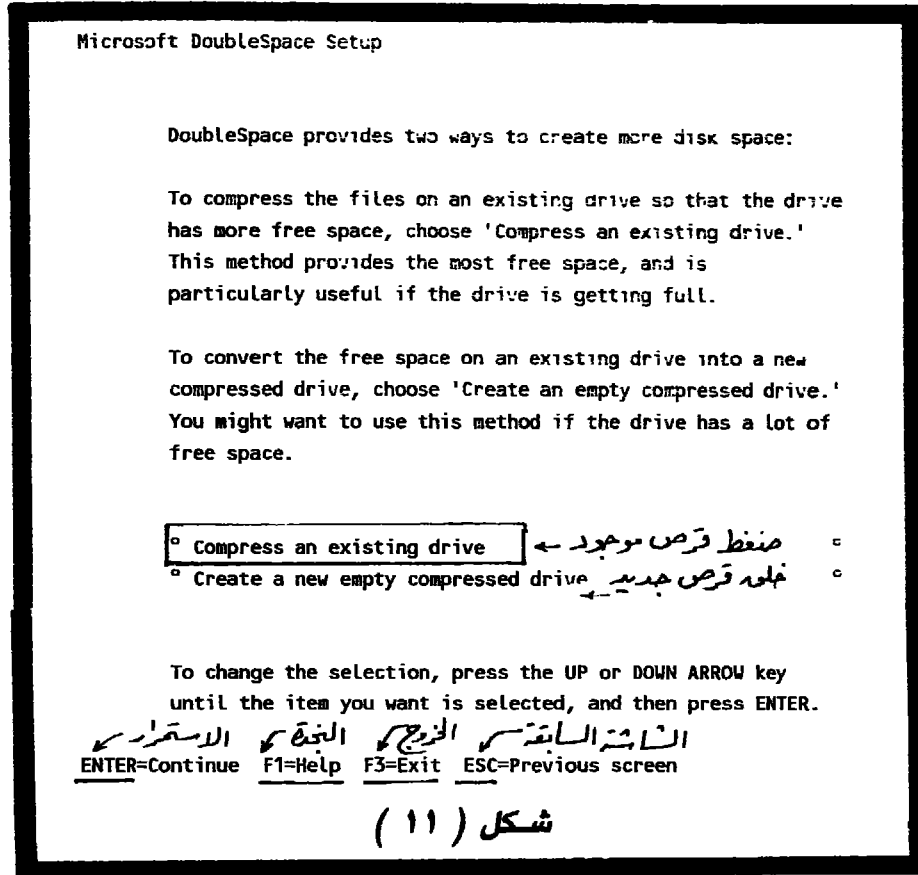 Microsoft DoubleSpace Setup
DoubleSpace provides two ways to create more disk space:
To compress the files on an existing drive so that the drive
has more free space, choose 'Compress an existing drive.'
This method provides the most free space, and is
particularly useful if the drive is getting full.
To convert the free space on an existing drive into a new
compressed drive, choose 'Create an empty compressed drive.'
You might want to use this method if the drive has a lot of
free space.
Compress an existing drive ← ضغط قرص موجود
Create a new empty compressed drive ← خلق قرص جديد
To change the selection, press the UP or DOWN ARROW key
until the item you want is selected, and then press ENTER.
الاستمرار النجدة الخروج الشاشة السابقة
ENTER=Continue F1=Help F3=Exit ESC=Previous screen
شكل ( ١١ )